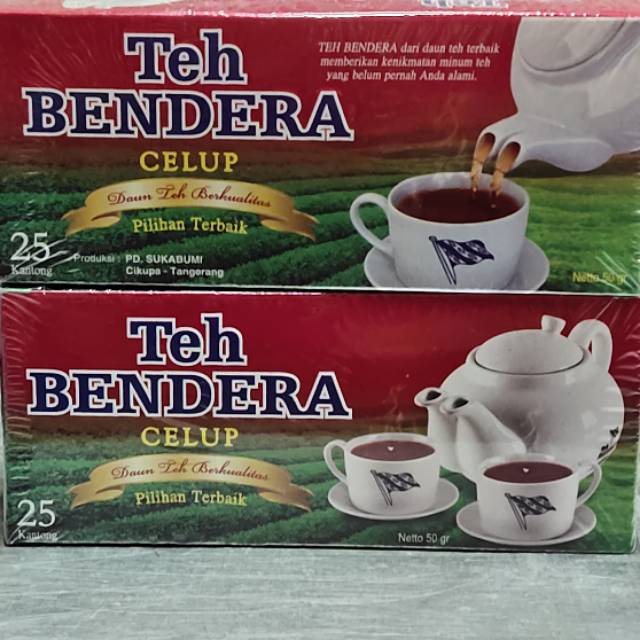 Teh
BENDERA
CELUP
Daun Teh Berkualitas
Pilihan Terbaik
25
Kantong
Produksi : PD. SUKABUMI
Cikupa - Tangerang
TEH BENDERA dari daun teh terbaik
memberikan kenikmatan minum teh
yang belum pernah Anda alami.
Netto 50 gr
Teh
BENDERA
CELUP
Daun Teh Berkualitas
Pilihan Terbaik
25
Kantong
Netto 50 gr